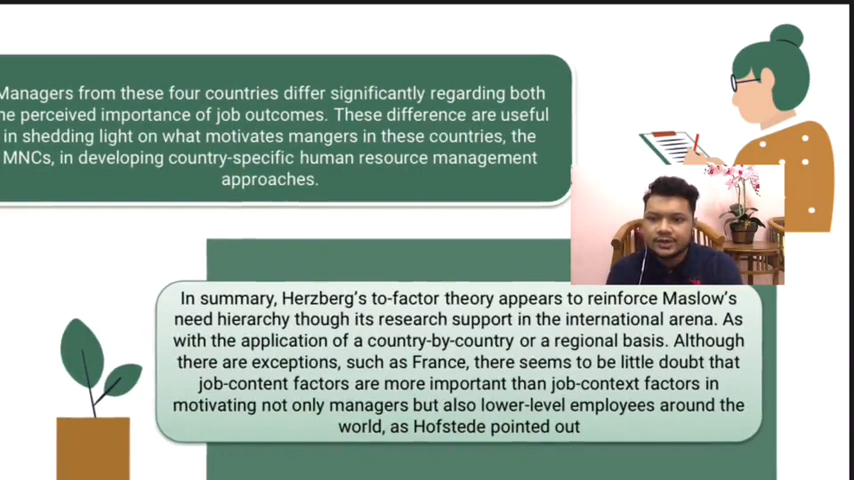 Managers from these four countries differ significantly regarding both
he perceived importance of job outcomes. These difference are useful
in shedding light on what motivates mangers in these countries, the
MNCs, in developing country-specific human resource management
approaches.
In summary, Herzberg's to-factor theory appears to reinforce Maslow's
need hierarchy though its research support in the international arena. As
with the application of a country-by-country or a regional basis. Although
there are exceptions, such as France, there seems to be little doubt that
job-content factors are more important than job-context factors in
motivating not only managers but also lower-level employees around the
world, as Hofstede pointed out